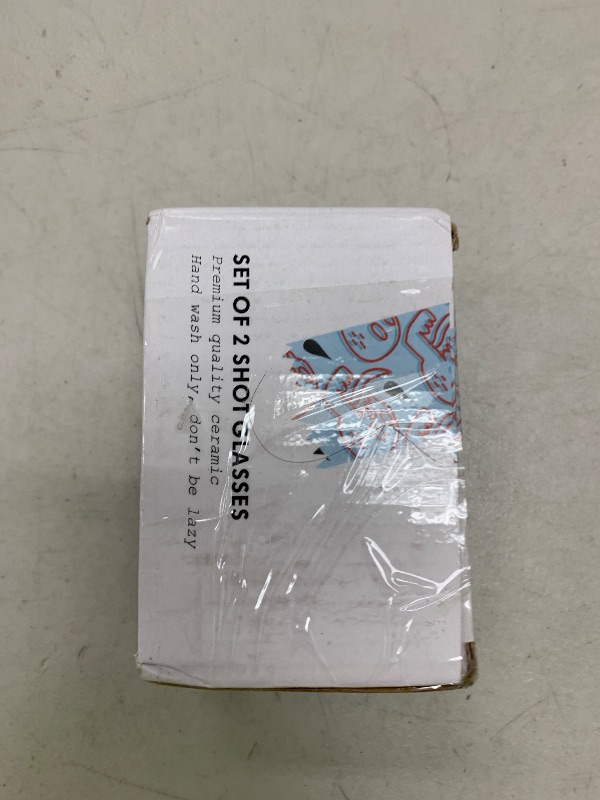 SET OF 2 SHOT GLASSES
Premium quality ceramic
Hand wash only, don't be lazy